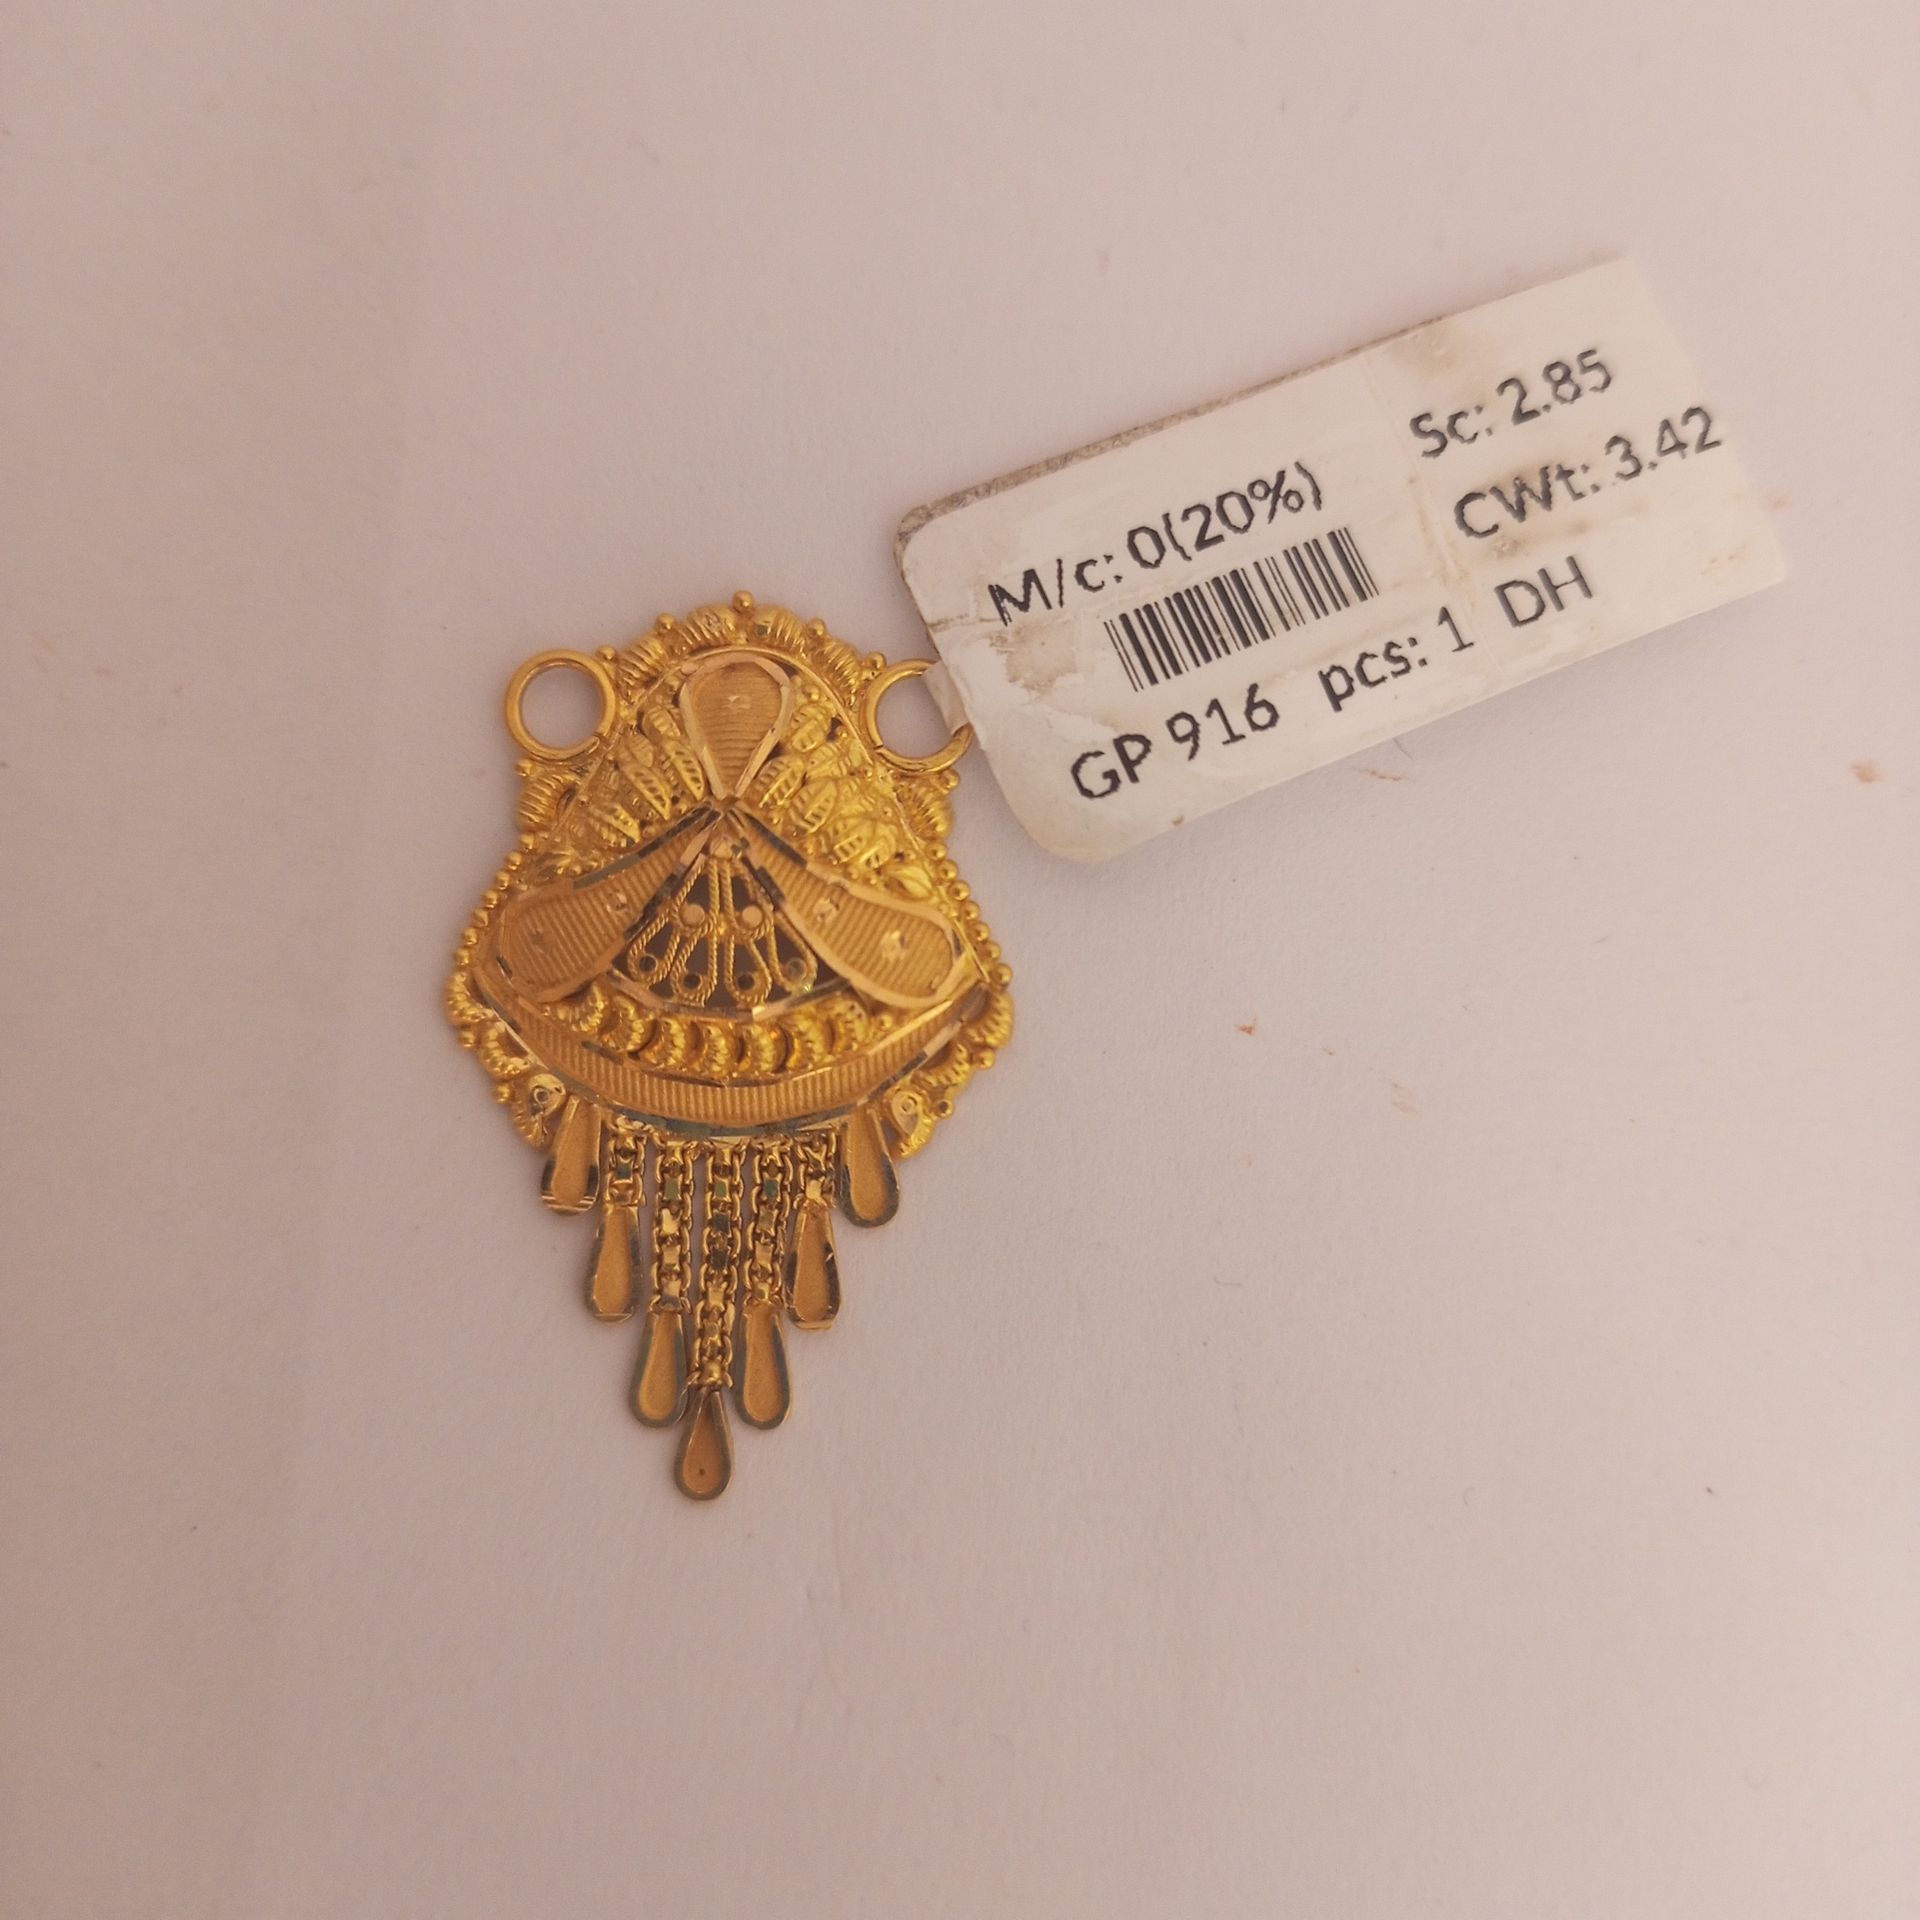 M/c: 0(20%)
GP 916 pcs: 1 DH
Sc: 2.85
CWt: 3.42